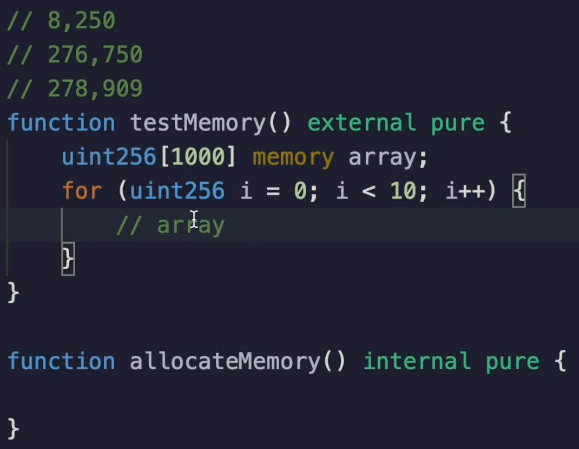 // 8,250
// 276,750
// 278,909
function testMemory() external pure {
    uint256[1000] memory array;
    for (uint256 i = 0; i < 10; i++) {
        // array
    }
}
function allocateMemory() internal pure {
}